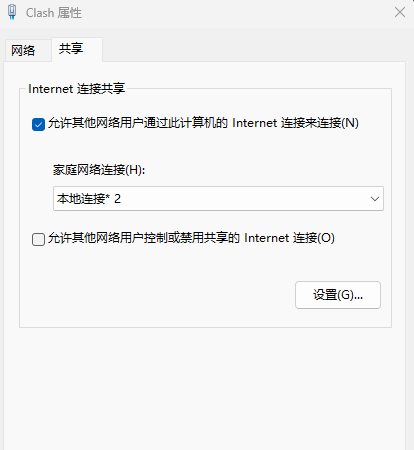 Clash 属性
网络
共享
Internet 连接共享
允许其他网络用户通过此计算机的 Internet 连接来连接(N)
家庭网络连接(H):
本地连接* 2
允许其他网络用户控制或禁用共享的 Internet 连接(O)
设置(G)...